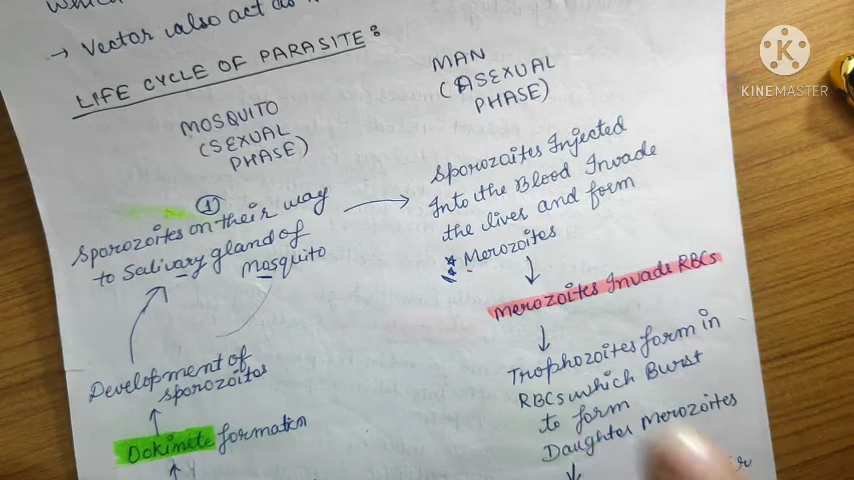 → Vector also act as
LIFE CYCLE OF PARASITE:
MOSQUITO
(SEXUAL
PHASE)
MAN
(ASEXUAL
PHASE)
①
Sporozoites on their way
to Salivary gland of
Mosquito
Development of
sporozoites
Ookinete formation
Sporozoites Injected
Into the Blood Invade
the liver and form
Merozoites
Merozoites Invade RBCs
Trophozoites form in
RBCs which Burst
to form
Daughter Merozoites
KINEMASTER